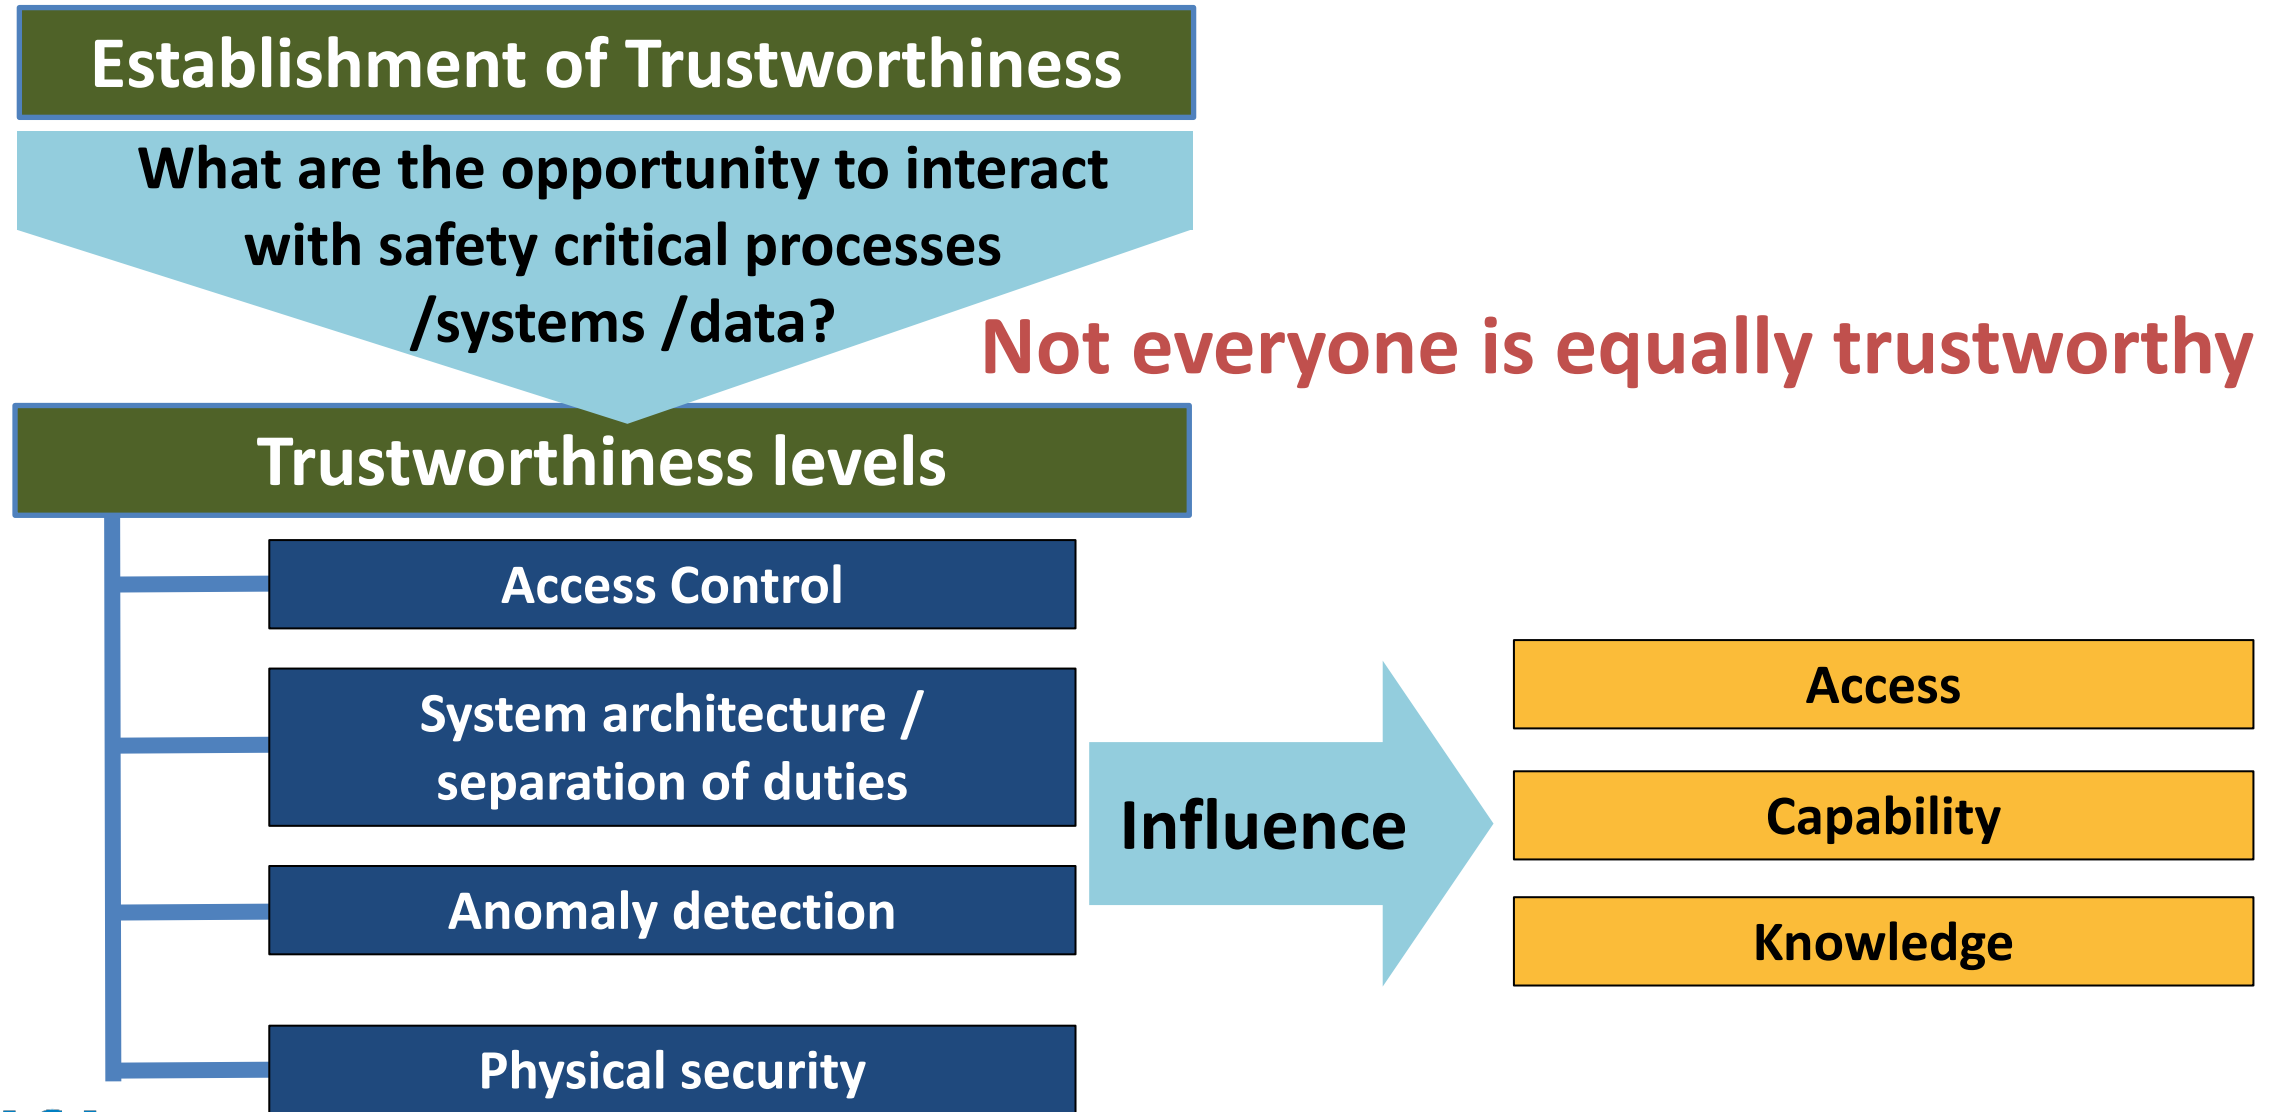 Establishment of Trustworthiness
What are the opportunity to interact
with safety critical processes
/systems /data?
Not everyone is equally trustworthy
Trustworthiness levels
Access Control
System architecture /
separation of duties
Anomaly detection
Physical security
Influence
Access
Capability
Knowledge